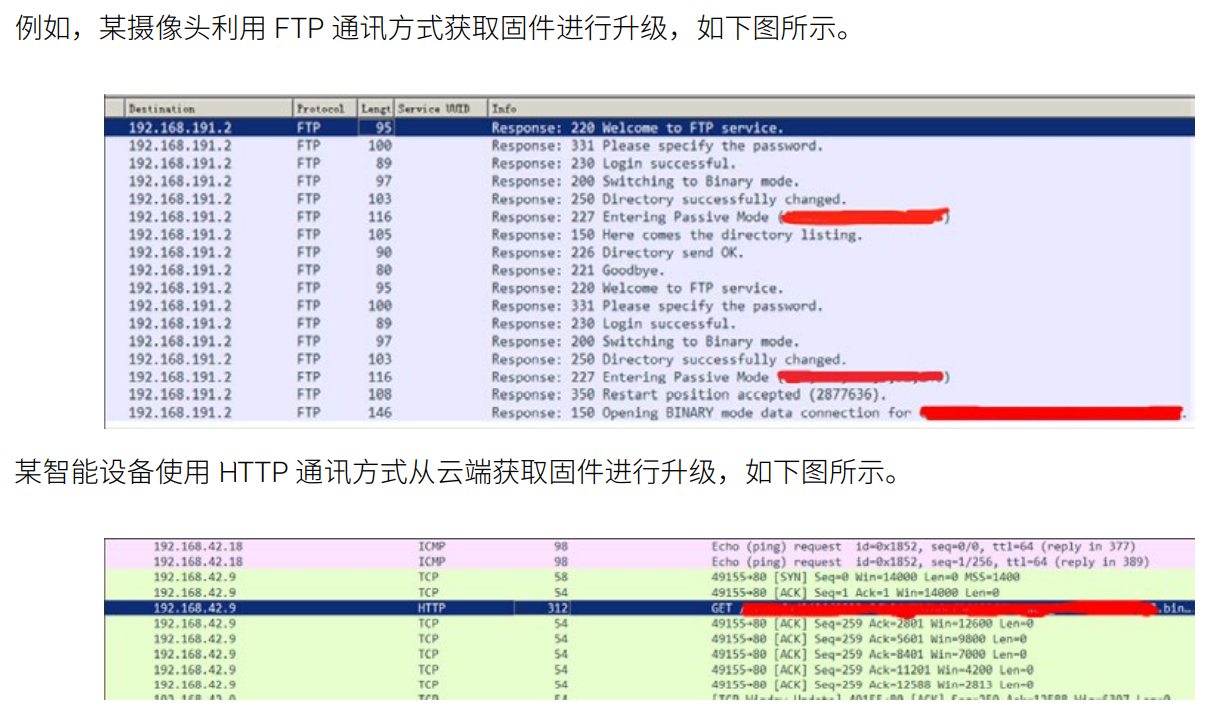 例如，某摄像头利用 FTP 通讯方式获取固件进行升级，如下图所示。
Destination Protocol Lengt Service UUID Info
192.168.191.2 FTP 95 Response: 220 Welcome to FTP service.
192.168.191.2 FTP 100 Response: 331 Please specify the password.
192.168.191.2 FTP 89 Response: 230 Login successful.
192.168.191.2 FTP 97 Response: 200 Switching to Binary mode.
192.168.191.2 FTP 103 Response: 250 Directory successfully changed.
192.168.191.2 FTP 116 Response: 227 Entering Passive Mode ( )
192.168.191.2 FTP 105 Response: 150 Here comes the directory listing.
192.168.191.2 FTP 90 Response: 226 Directory send OK.
192.168.191.2 FTP 80 Response: 221 Goodbye.
192.168.191.2 FTP 95 Response: 220 Welcome to FTP service.
192.168.191.2 FTP 100 Response: 331 Please specify the password.
192.168.191.2 FTP 89 Response: 230 Login successful.
192.168.191.2 FTP 97 Response: 200 Switching to Binary mode.
192.168.191.2 FTP 103 Response: 250 Directory successfully changed.
192.168.191.2 FTP 116 Response: 227 Entering Passive Mode ( )
192.168.191.2 FTP 108 Response: 350 Restart position accepted (2877636).
192.168.191.2 FTP 146 Response: 150 Opening BINARY mode data connection for .
某智能设备使用 HTTP 通讯方式从云端获取固件进行升级，如下图所示。
192.168.42.18 ICMP 98 Echo (ping) request id=0x1852, seq=0/0, ttl=64 (reply in 377)
192.168.42.18 ICMP 98 Echo (ping) request id=0x1852, seq=1/256, ttl=64 (reply in 389)
192.168.42.9 TCP 58 49155→80 [SYN] Seq=0 Win=14000 Len=0 MSS=1400
192.168.42.9 TCP 54 49155→80 [ACK] Seq=1 Ack=1 Win=14000 Len=0
192.168.42.9 HTTP 312 GET / .bin…
192.168.42.9 TCP 54 49155→80 [ACK] Seq=259 Ack=2801 Win=12600 Len=0
192.168.42.9 TCP 54 49155→80 [ACK] Seq=259 Ack=5601 Win=9800 Len=0
192.168.42.9 TCP 54 49155→80 [ACK] Seq=259 Ack=8401 Win=7000 Len=0
192.168.42.9 TCP 54 49155→80 [ACK] Seq=259 Ack=11201 Win=4200 Len=0
192.168.42.9 TCP 54 49155→80 [ACK] Seq=259 Ack=12588 Win=2813 Len=0